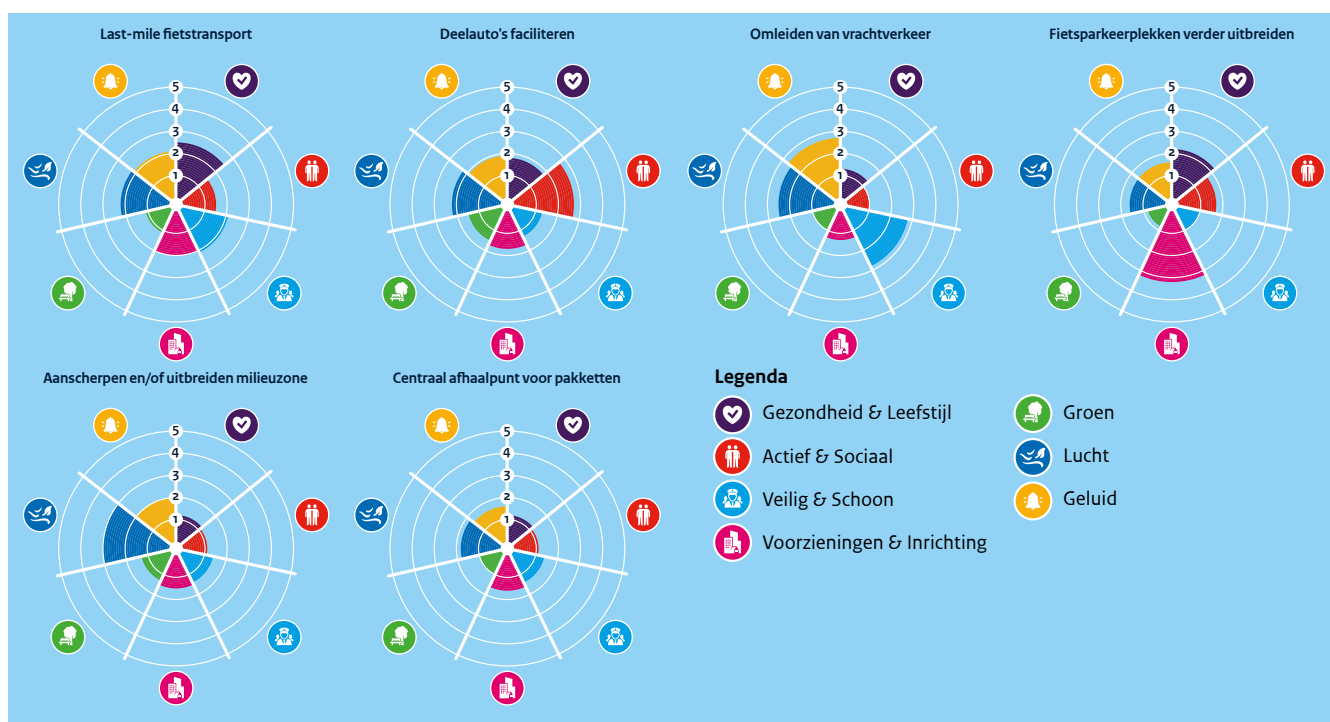 Last-mile fietstransport
5
4
3
2
1
Deelauto's faciliteren
5
4
3
2
1
Omleiden van vrachtverkeer
5
4
3
2
1
Fietsparkeerplekken verder uitbreiden
5
4
3
2
1
Aanscherpen en/of uitbreiden milieuzone
5
4
3
2
1
Centraal afhaalpunt voor pakketten
5
4
3
2
1
Legenda
Gezondheid & Leefstijl
Actief & Sociaal
Veilig & Schoon
Voorzieningen & Inrichting
Groen
Lucht
Geluid